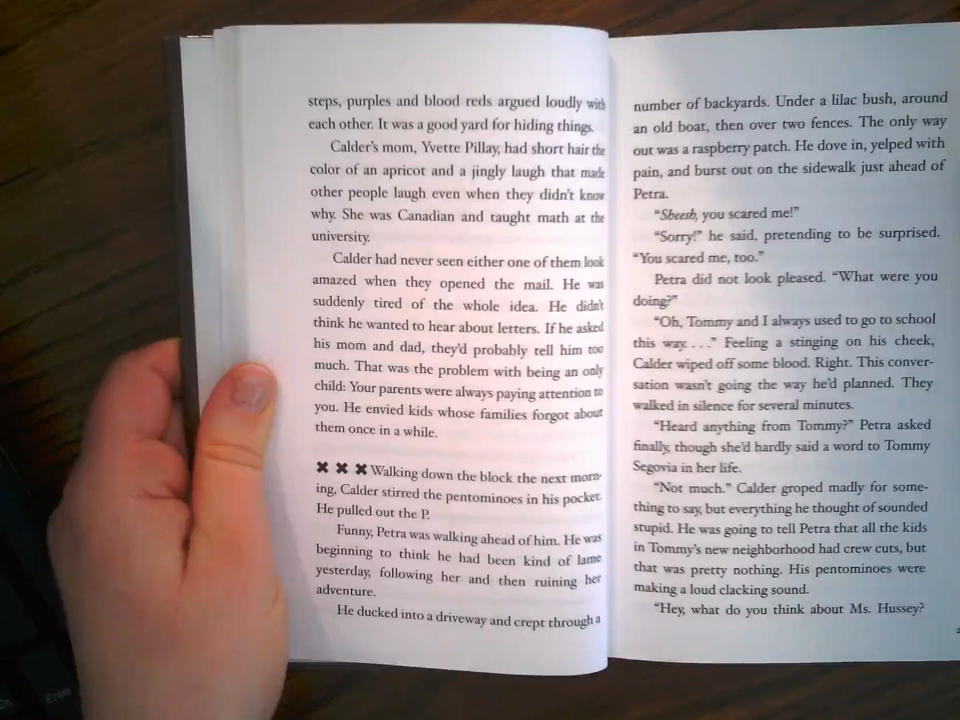 steps, purples and blood reds argued loudly with
each other. It was a good yard for hiding things.
Calder's mom, Yvette Pillay, had short hair the
color of an apricot and a jingly laugh that made
other people laugh even when they didn't know
why. She was Canadian and taught math at the
university.
Calder had never seen either one of them look
amazed when they opened the mail. He was
suddenly tired of the whole idea. He didn't
think he wanted to hear about letters. If he asked
his mom and dad, they'd probably tell him too
much. That was the problem with being an only
child: Your parents were always paying attention to
you. He envied kids whose families forgot about
them once in a while.
✖ ✖ ✖ Walking down the block the next morn-
ing, Calder stirred the pentominoes in his pocket.
He pulled out the P.
Funny, Petra was walking ahead of him. He was
beginning to think he had been kind of lame
yesterday, following her and then ruining her
adventure.
He ducked into a driveway and crept through a
number of backyards. Under a lilac bush, around
an old boat, then over two fences. The only way
out was a raspberry patch. He dove in, yelped with
pain, and burst out on the sidewalk just ahead of
Petra.
"Sheesh, you scared me!"
"Sorry!" he said, pretending to be surprised.
"You scared me, too."
Petra did not look pleased. "What were you
doing?"
"Oh, Tommy and I always used to go to school
this way. . . ." Feeling a stinging on his cheek,
Calder wiped off some blood. Right. This conver-
sation wasn't going the way he'd planned. They
walked in silence for several minutes.
"Heard anything from Tommy?" Petra asked
finally, though she'd hardly said a word to Tommy
Segovia in her life.
"Not much." Calder groped madly for some-
thing to say, but everything he thought of sounded
stupid. He was going to tell Petra that all the kids
in Tommy's new neighborhood had crew cuts, but
that was pretty nothing. His pentominoes were
making a loud clacking sound.
"Hey, what do you think about Ms. Hussey?